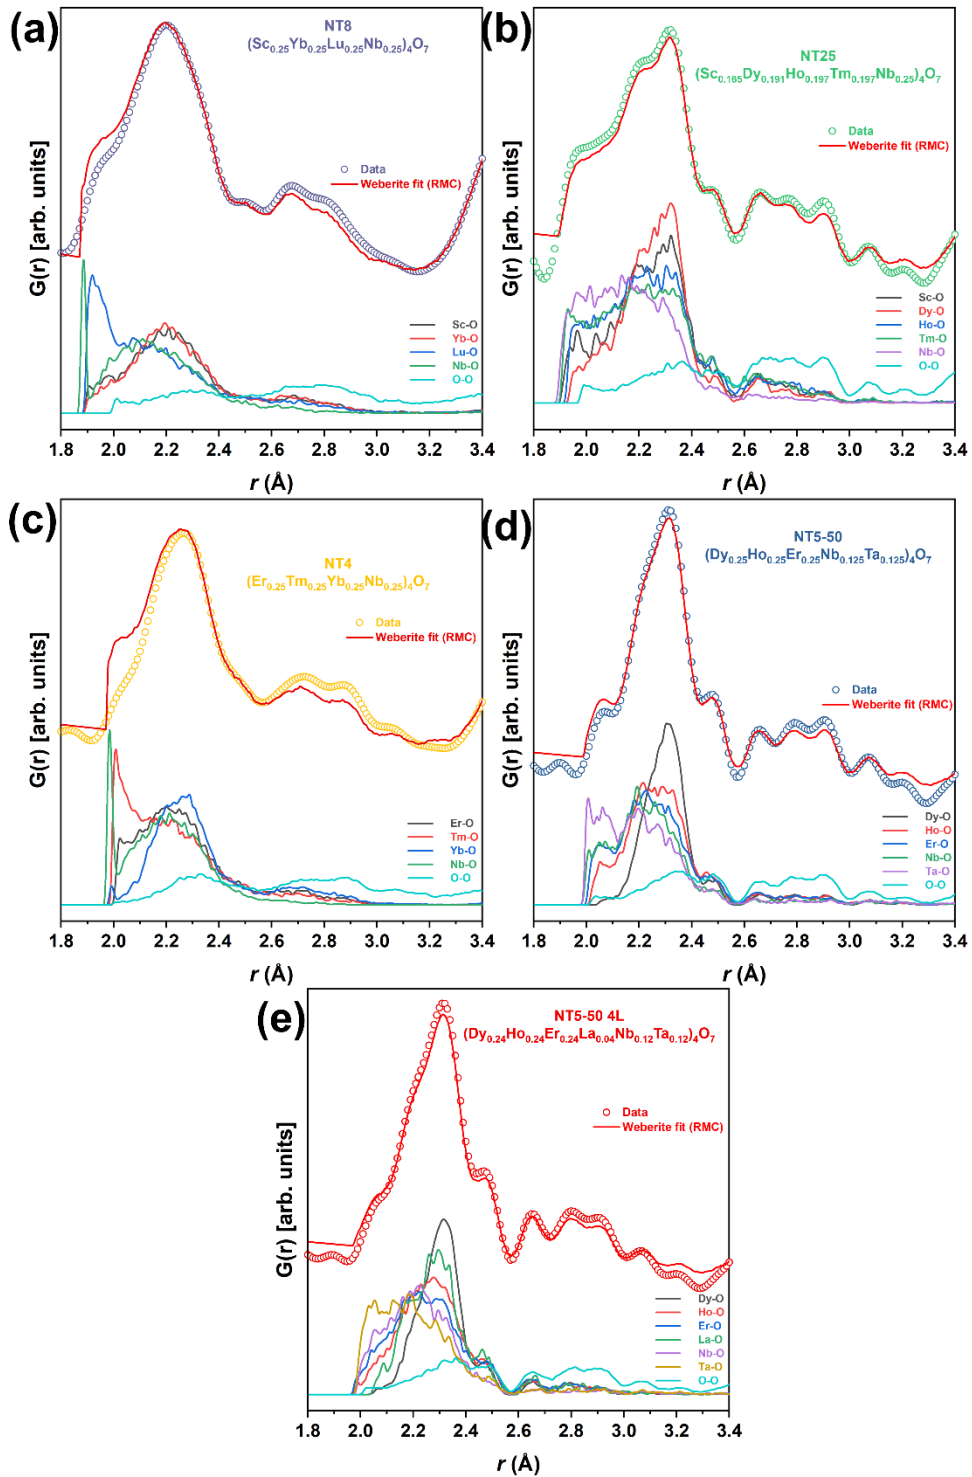 (a)
NT8
(Sc0.25Yb0.25Lu0.25Nb0.25)4O7
Data
Weberite fit (RMC)
G(r) [arb. units]
Sc-O
Yb-O
Lu-O
Nb-O
O-O
1.8 2.0 2.2 2.4 2.6 2.8 3.0 3.2 3.4
r (Å)
(b)
NT25
(Sc0.165Dy0.191Ho0.197Tm0.197Nb0.25)4O7
Data
Weberite fit (RMC)
G(r) [arb. units]
Sc-O
Dy-O
Ho-O
Tm-O
Nb-O
O-O
1.8 2.0 2.2 2.4 2.6 2.8 3.0 3.2 3.4
r (Å)
(c)
NT4
(Er0.25Tm0.25Yb0.25Nb0.25)4O7
Data
Weberite fit (RMC)
G(r) [arb. units]
Er-O
Tm-O
Yb-O
Nb-O
O-O
1.8 2.0 2.2 2.4 2.6 2.8 3.0 3.2 3.4
r (Å)
(d)
NT5-50
(Dy0.25Ho0.25Er0.25Nb0.125Ta0.125)4O7
Data
Weberite fit (RMC)
G(r) [arb. units]
Dy-O
Ho-O
Er-O
Nb-O
Ta-O
O-O
1.8 2.0 2.2 2.4 2.6 2.8 3.0 3.2 3.4
r (Å)
(e)
NT5-50 4L
(Dy0.24Ho0.24Er0.24La0.04Nb0.12Ta0.12)4O7
Data
Weberite fit (RMC)
G(r) [arb. units]
Dy-O
Ho-O
Er-O
La-O
Nb-O
Ta-O
O-O
1.8 2.0 2.2 2.4 2.6 2.8 3.0 3.2 3.4
r (Å)